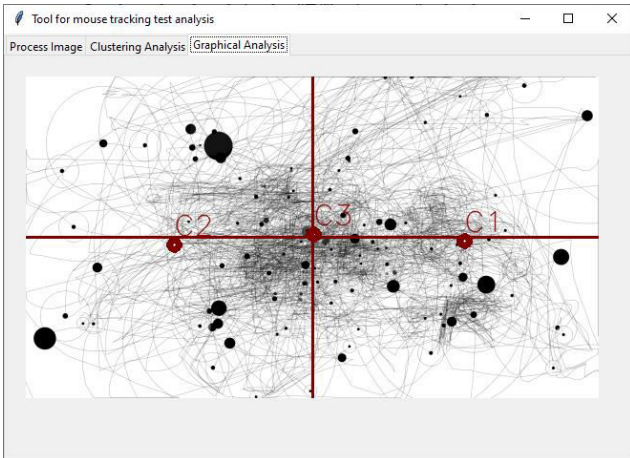 Tool for mouse tracking test analysis
Process Image Clustering Analysis Graphical Analysis
C2 C3 C1